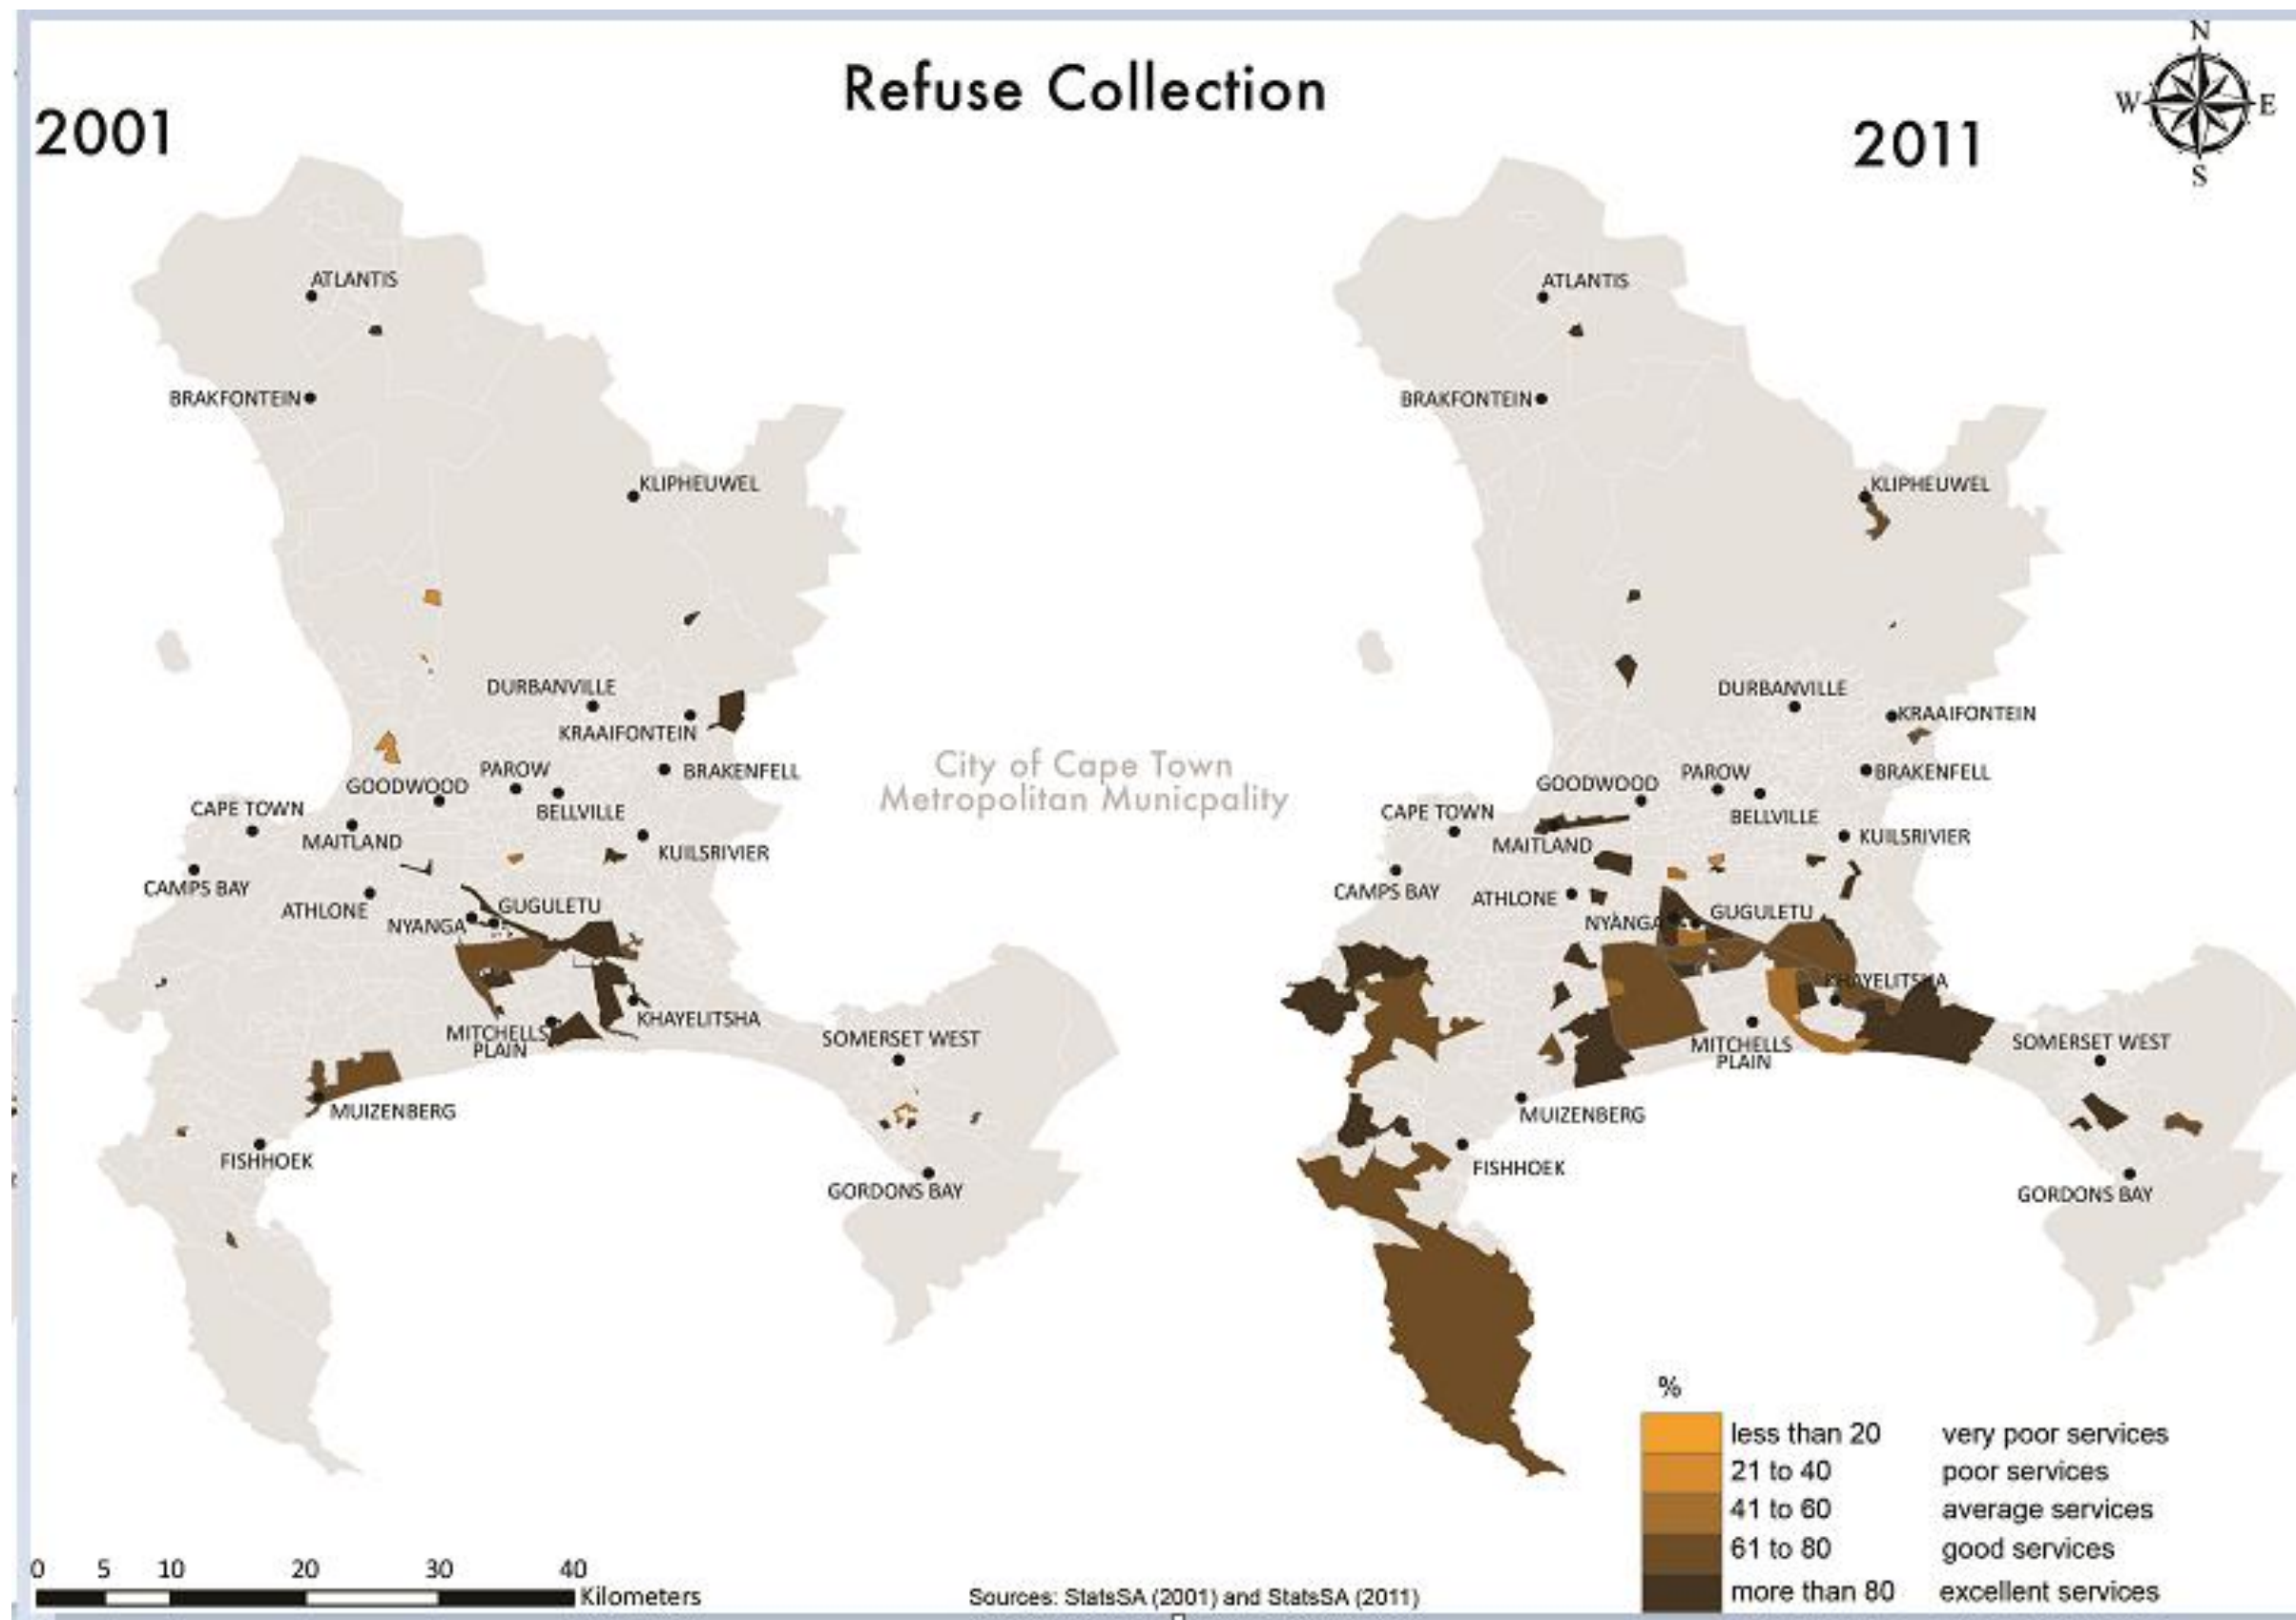 Refuse Collection
2001
2011
N
W
E
S
ATLANTIS
BRAKFONTEIN
KLIPHEUWEL
DURBANVILLE
KRAAIFONTEIN
PAROW
BRAKENFELL
GOODWOOD
BELLVILLE
CAPE TOWN
MAITLAND
KUILSRIVIER
CAMPS BAY
ATHLONE
GUGULETU
NYANGA
KHAYELITSHA
MITCHELLS
PLAIN
SOMERSET WEST
MUIZENBERG
FISHHOEK
GORDONS BAY
City of Cape Town
Metropolitan Municpality
ATLANTIS
BRAKFONTEIN
KLIPHEUWEL
DURBANVILLE
KRAAIFONTEIN
PAROW
BRAKENFELL
GOODWOOD
BELLVILLE
CAPE TOWN
MAITLAND
KUILSRIVIER
CAMPS BAY
ATHLONE
GUGULETU
NYANGA
KHAYELITSHA
MITCHELLS
PLAIN
SOMERSET WEST
MUIZENBERG
FISHHOEK
GORDONS BAY
%
less than 20 very poor services
21 to 40 poor services
41 to 60 average services
61 to 80 good services
more than 80 excellent services
0 5 10 20 30 40
Kilometers
Sources: StatsSA (2001) and StatsSA (2011)